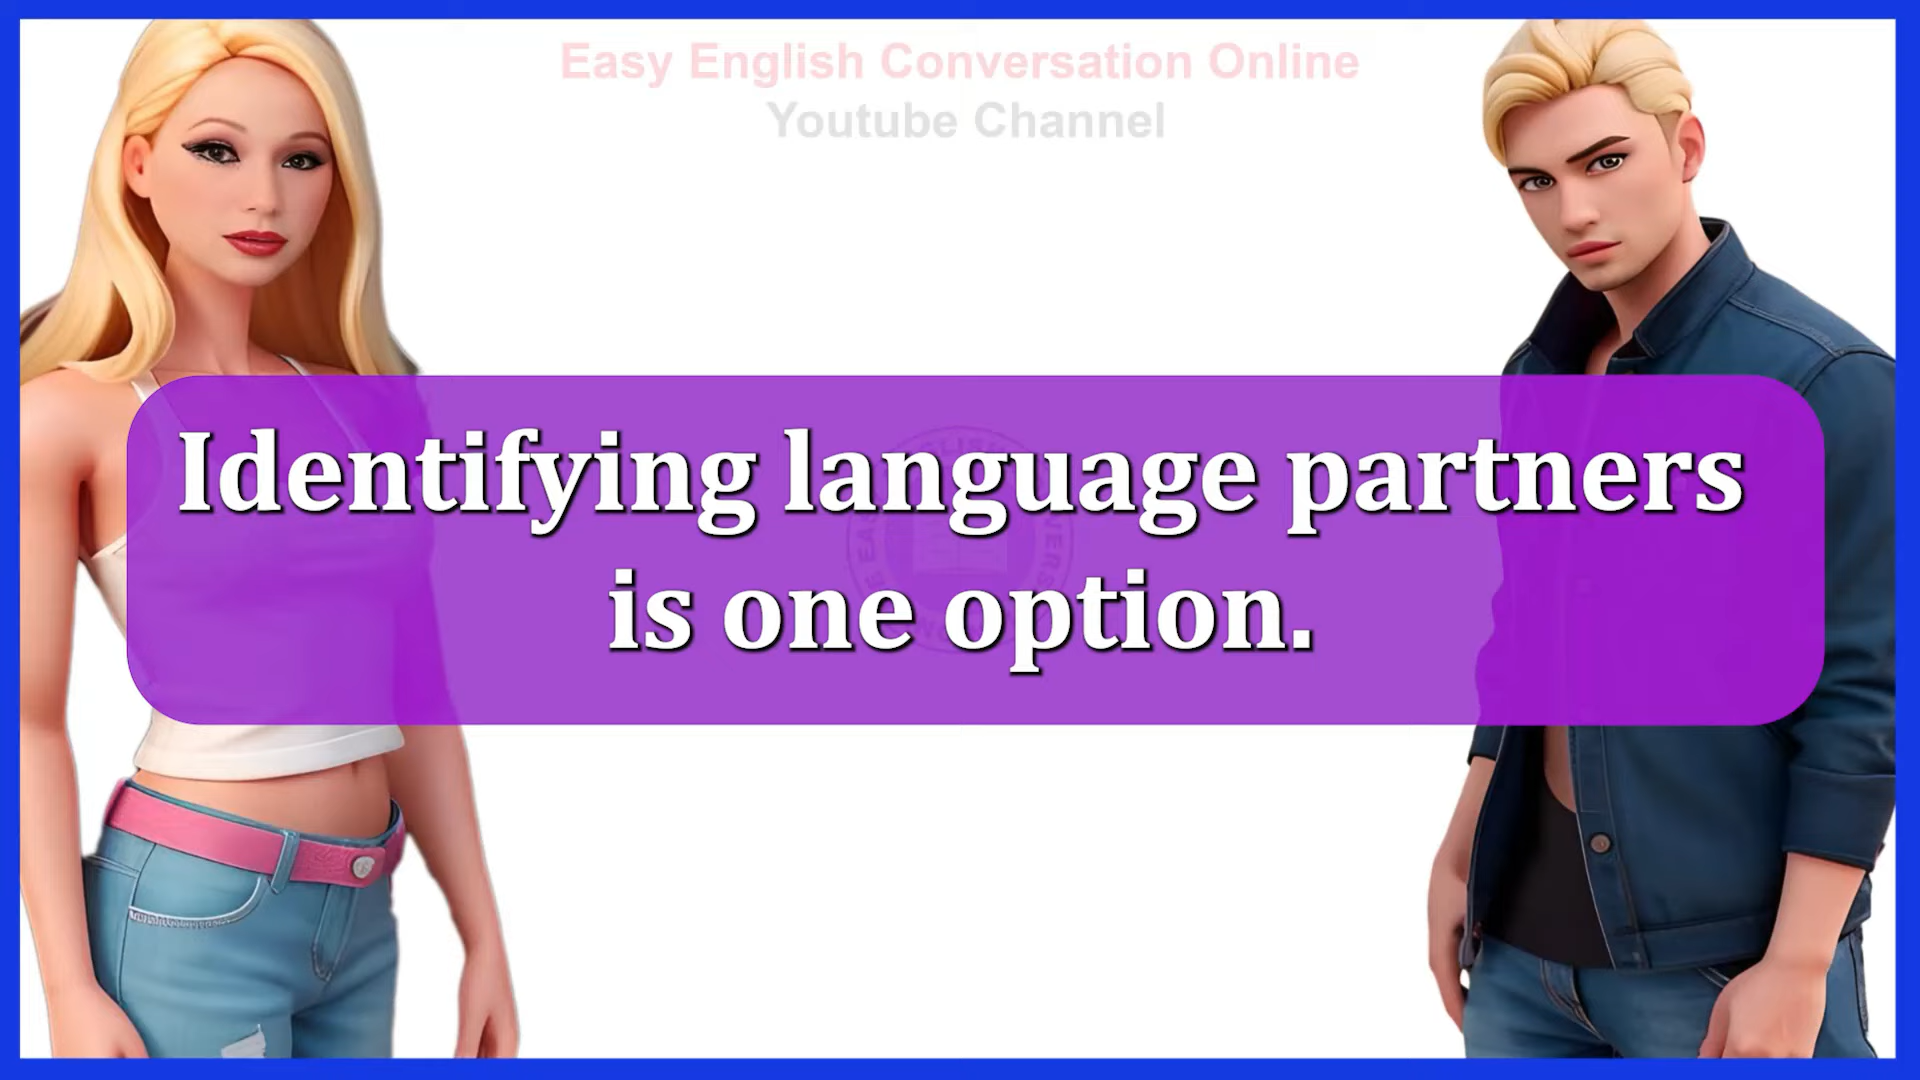 Easy English Conversation Online
Youtube Channel
Identifying language partners
is one option.